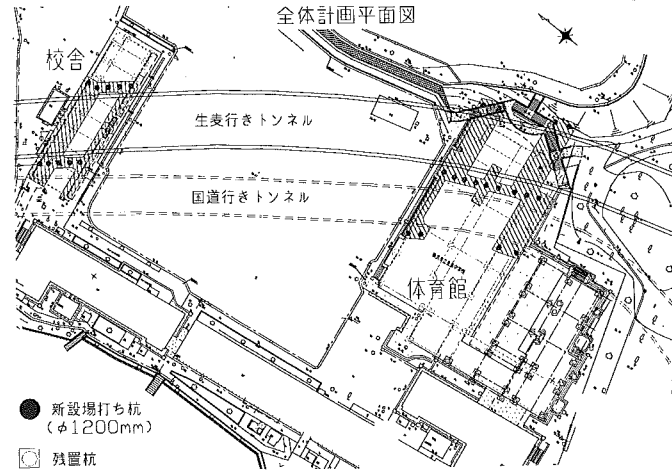 全体計画平面図
校舎
生麦行きトンネル
国道行きトンネル
体育館
新設場打ち杭
(φ1200mm)
残置杭